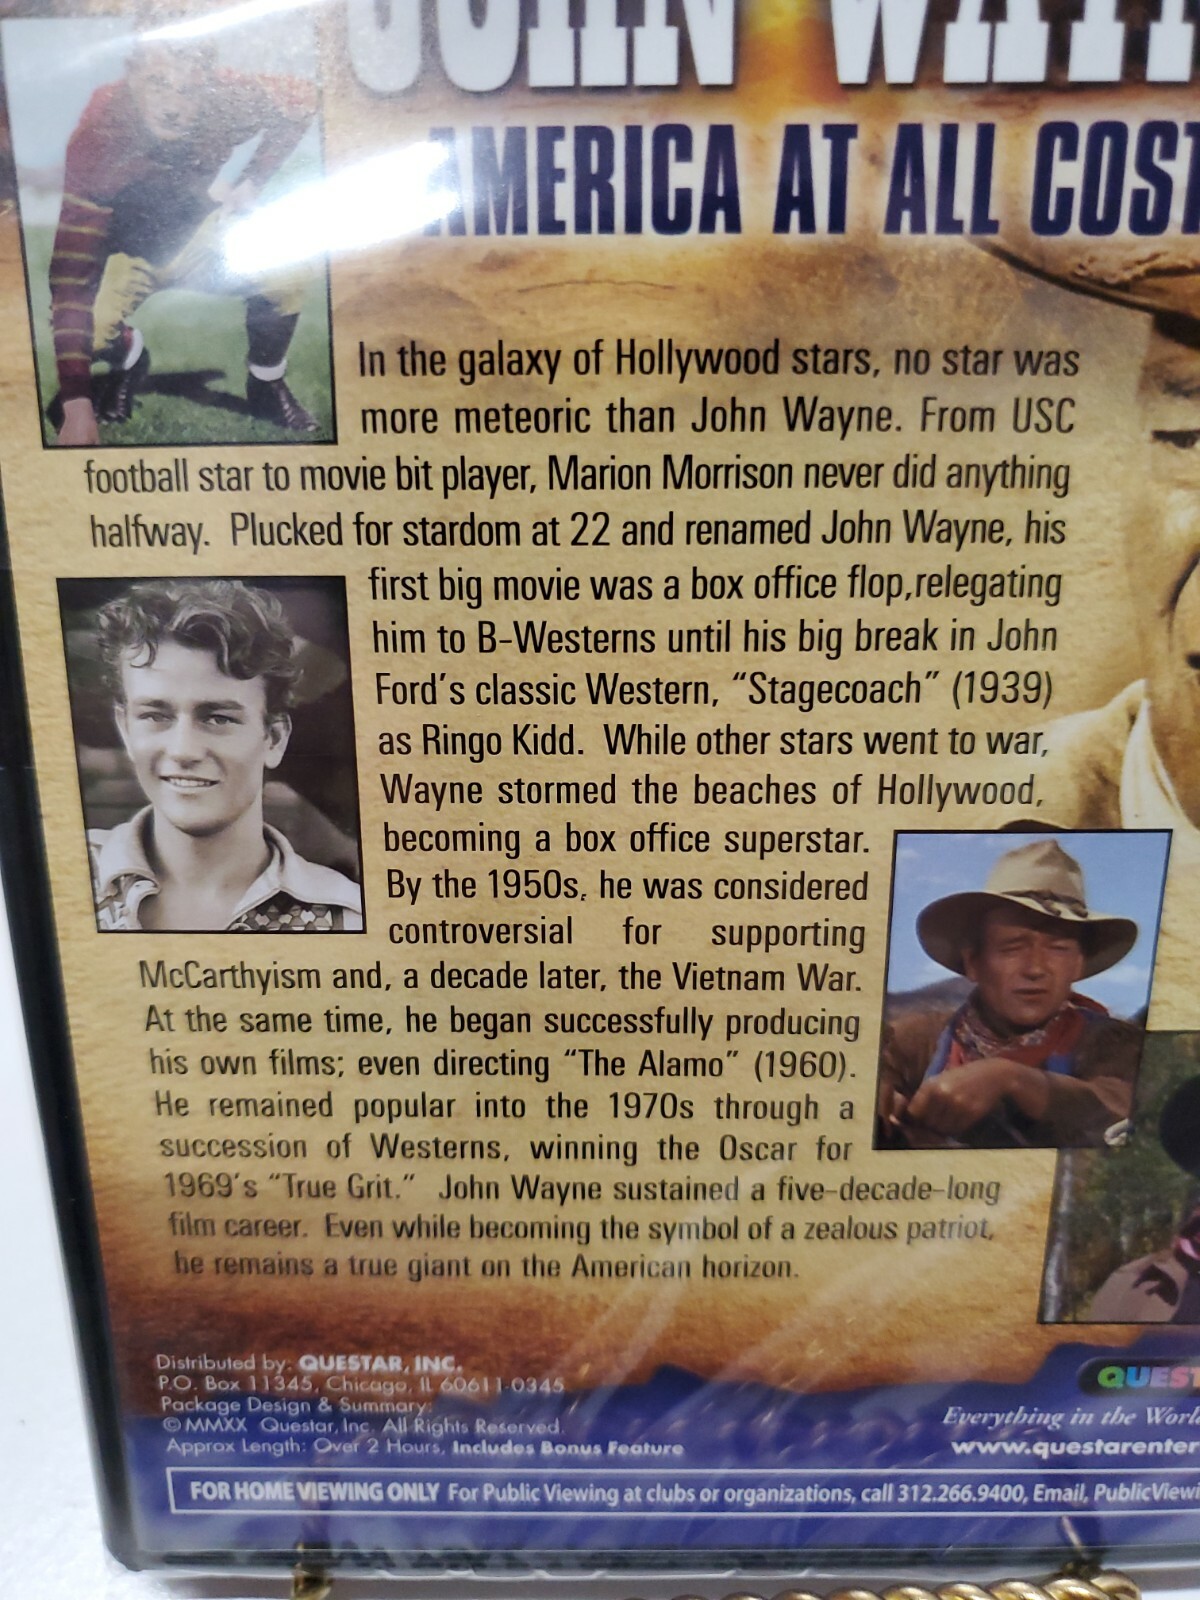 JOHN WAY
AMERICA AT ALL COST
In the galaxy of Hollywood stars, no star was
more meteoric than John Wayne. From USC
football star to movie bit player, Marion Morrison never did anything
halfway. Plucked for stardom at 22 and renamed John Wayne, his
first big movie was a box office flop,relegating
him to B-Westerns until his big break in John
Ford's classic Western, "Stagecoach" (1939)
as Ringo Kidd. While other stars went to war,
Wayne stormed the beaches of Hollywood,
becoming a box office superstar.
By the 1950s, he was considered
controversial for supporting
McCarthyism and, a decade later, the Vietnam War.
At the same time, he began successfully producing
his own films; even directing "The Alamo" (1960).
He remained popular into the 1970s through a
succession of Westerns, winning the Oscar for
1969's "True Grit." John Wayne sustained a five-decade-long
film career. Even while becoming the symbol of a zealous patriot,
he remains a true giant on the American horizon.
Distributed by: QUESTAR, INC.
P.O. Box 11345, Chicago, IL 60611-0345
Package Design & Summary:
©MMXX Questar, Inc. All Rights Reserved.
Approx Length: Over 2 Hours, Includes Bonus Feature
QUEST
Everything in the Worl
www.questarenter
FOR HOME VIEWING ONLY For Public Viewing at clubs or organizations, call 312.266.9400, Email, PublicViewi